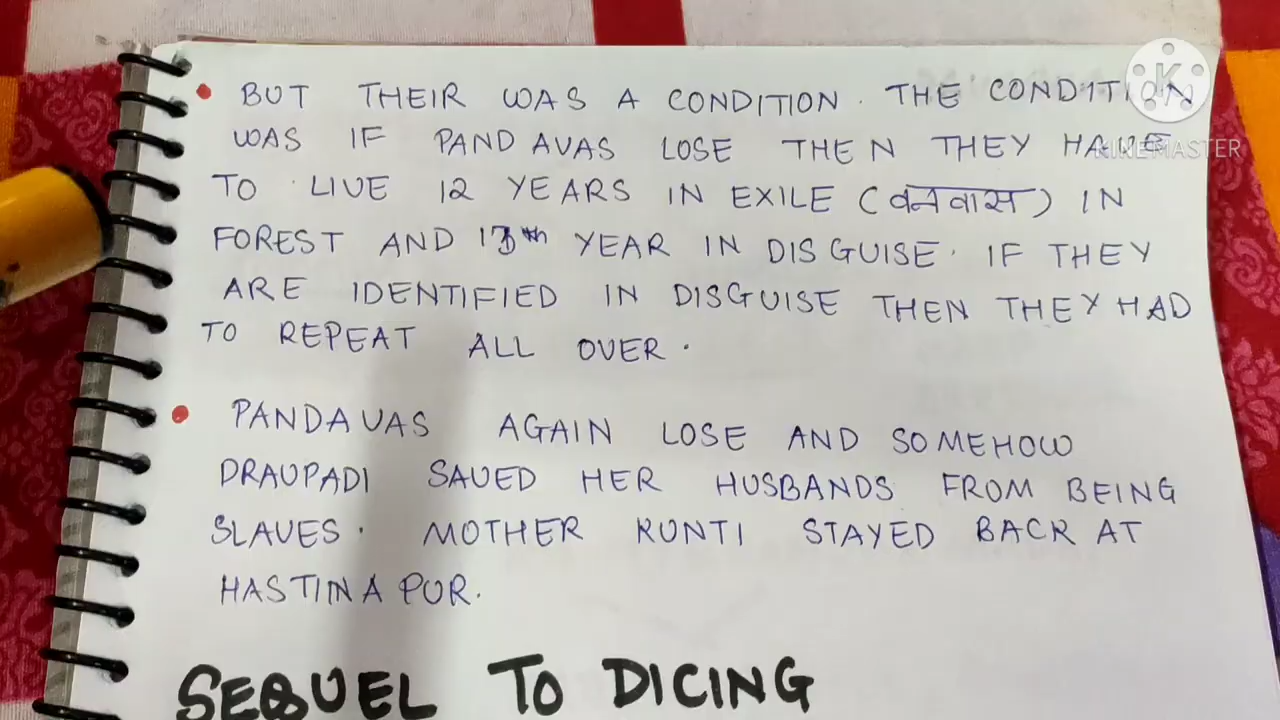 BUT THEIR WAS A CONDITION. THE CONDITION
WAS IF PANDAVAS LOSE THEN THEY HAVE
TO LIVE 12 YEARS IN EXILE (वनवास) IN
FOREST AND 13th YEAR IN DISGUISE. IF THEY
ARE IDENTIFIED IN DISGUISE THEN THEY HAD
TO REPEAT ALL OVER.
PANDAVAS AGAIN LOSE AND SOMEHOW
DRAUPADI SAVED HER HUSBANDS FROM BEING
SLAVES. MOTHER KUNTI STAYED BACK AT
HASTINAPUR.
SEQUEL TO DICING
K
KINEMASTER